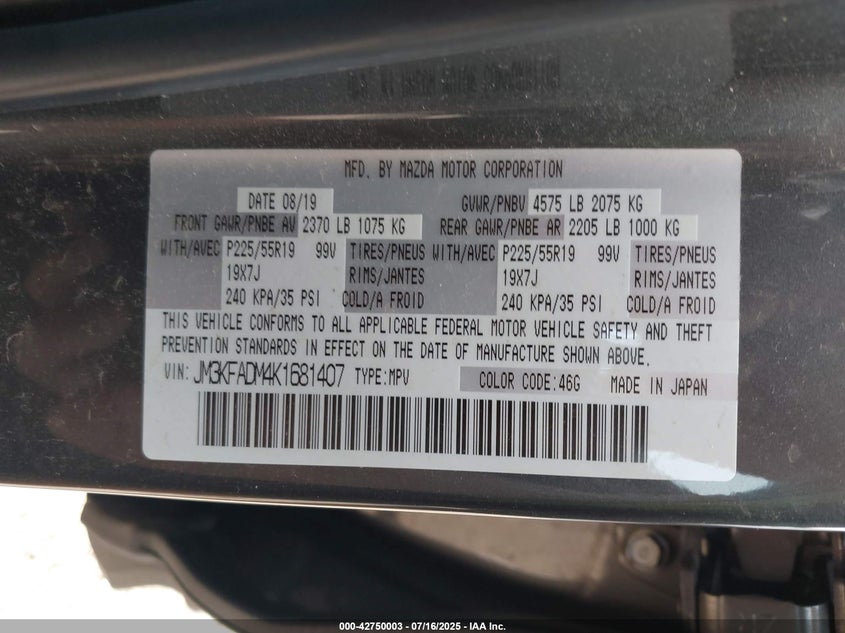 MFD. BY MAZDA MOTOR CORPORATION
DATE 08/19 GVWR/PNBV 4575 LB 2075 KG
FRONT GAWR/PNBE AV 2370 LB 1075 KG REAR GAWR/PNBE AR 2205 LB 1000 KG
WITH/AVEC P225/55R19 99V TIRES/PNEUS WITH/AVEC P225/55R19 99V TIRES/PNEUS
19X7J RIMS/JANTES 19X7J RIMS/JANTES
240 KPA/35 PSI COLD/A FROID 240 KPA/35 PSI COLD/A FROID
THIS VEHICLE CONFORMS TO ALL APPLICABLE FEDERAL MOTOR VEHICLE SAFETY AND THEFT
PREVENTION STANDARDS IN EFFECT ON THE DATE OF MANUFACTURE SHOWN ABOVE.
VIN: JM3KFADM4K1681407 TYPE:MPV COLOR CODE:46G MADE IN JAPAN
000-42750003 - 07/16/2025 - IAA Inc.